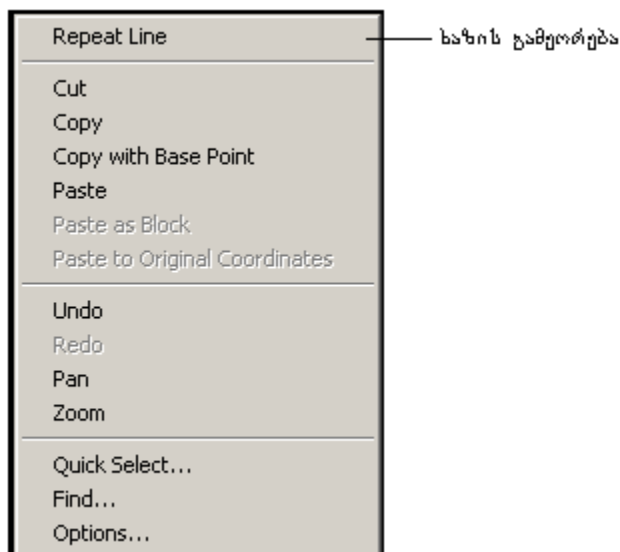 Repeat Line
ხაზის გამეორება
Cut
Copy
Copy with Base Point
Paste
Paste as Block
Paste to Original Coordinates
Undo
Redo
Pan
Zoom
Quick Select...
Find...
Options...